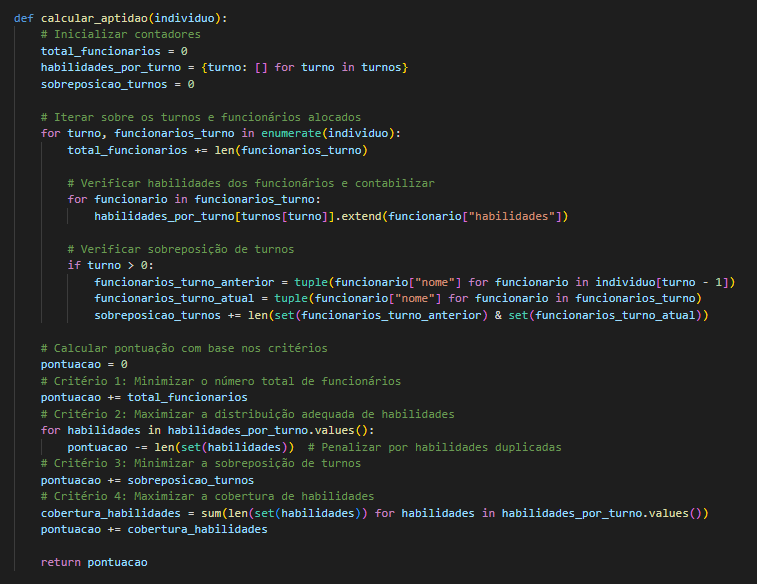 def calcular_aptidao(individuo):
    # Inicializar contadores
    total_funcionarios = 0
    habilidades_por_turno = {turno: [] for turno in turnos}
    sobreposicao_turnos = 0

    # Iterar sobre os turnos e funcionários alocados
    for turno, funcionarios_turno in enumerate(individuo):
        total_funcionarios += len(funcionarios_turno)

        # Verificar habilidades dos funcionários e contabilizar
        for funcionario in funcionarios_turno:
            habilidades_por_turno[turnos[turno]].extend(funcionario["habilidades"])

        # Verificar sobreposição de turnos
        if turno > 0:
            funcionarios_turno_anterior = tuple(funcionario["nome"] for funcionario in individuo[turno - 1])
            funcionarios_turno_atual = tuple(funcionario["nome"] for funcionario in funcionarios_turno)
            sobreposicao_turnos += len(set(funcionarios_turno_anterior) & set(funcionarios_turno_atual))

    # Calcular pontuação com base nos critérios
    pontuacao = 0
    # Critério 1: Minimizar o número total de funcionários
    pontuacao += total_funcionarios
    # Critério 2: Maximizar a distribuição adequada de habilidades
    for habilidades in habilidades_por_turno.values():
        pontuacao -= len(set(habilidades))  # Penalizar por habilidades duplicadas
    # Critério 3: Minimizar a sobreposição de turnos
    pontuacao += sobreposicao_turnos
    # Critério 4: Maximizar a cobertura de habilidades
    cobertura_habilidades = sum(len(set(habilidades)) for habilidades in habilidades_por_turno.values())
    pontuacao += cobertura_habilidades

    return pontuacao